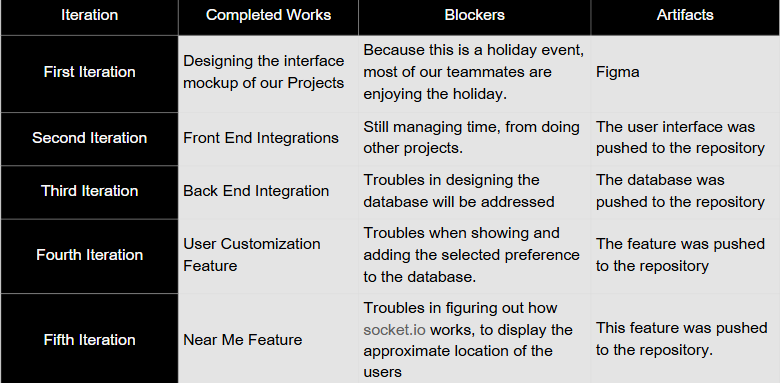 Iteration Completed Works Blockers Artifacts
First Iteration
Designing the interface
mockup of our Projects
Because this is a holiday event,
most of our teammates are
enjoying the holiday.
Figma
Second Iteration
Front End Integrations
Still managing time, from doing
other projects.
The user interface was
pushed to the repository
Third Iteration
Back End Integration
Troubles in designing the
database will be addressed
The database was
pushed to the repository
Fourth Iteration
User Customization
Feature
Troubles when showing and
adding the selected preference
to the database.
The feature was pushed
to the repository
Fifth Iteration
Near Me Feature
Troubles in figuring out how
socket.io works, to display the
approximate location of the
users
This feature was pushed
to the repository.